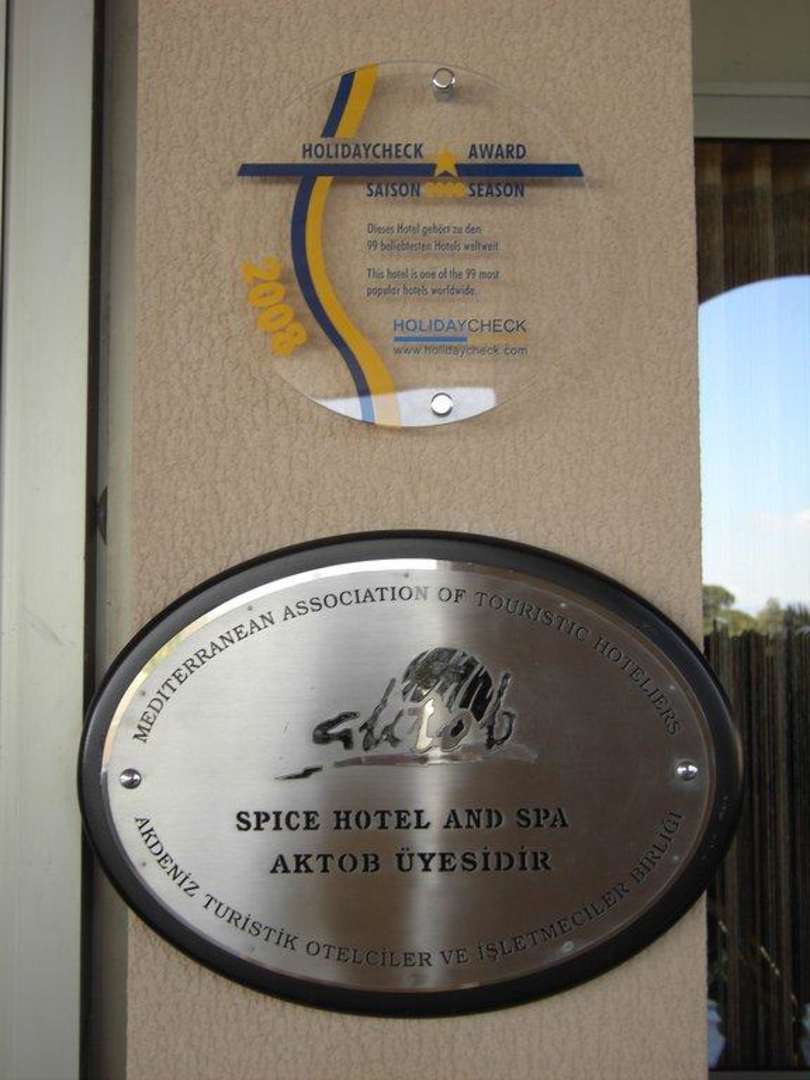 HOLIDAYCHECK AWARD
SAISON 2008 SEASON
Dieses Hotel gehört zu den
99 beliebtesten Hotels weltweit.
This hotel is one of the 99 most
popular hotels worldwide.
2008
HOLIDAYCHECK
www.holidaycheck.com
MEDITERRANEAN ASSOCIATION OF TOURISTIC HOTELIERS
aktob
SPICE HOTEL AND SPA
AKTOB ÜYESİDİR
AKDENİZ TURİSTİK OTELCİLER VE İŞLETMECİLER BİRLİĞİ